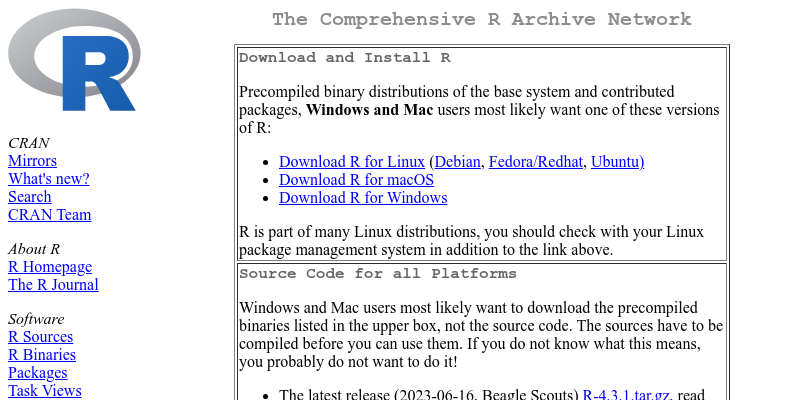 R
CRAN
Mirrors
What's new?
Search
CRAN Team
About R
R Homepage
The R Journal
Software
R Sources
R Binaries
Packages
Task Views
The Comprehensive R Archive Network
Download and Install R
Precompiled binary distributions of the base system and contributed
packages, Windows and Mac users most likely want one of these versions
of R:
• Download R for Linux (Debian, Fedora/Redhat, Ubuntu)
• Download R for macOS
• Download R for Windows
R is part of many Linux distributions, you should check with your Linux
package management system in addition to the link above.
Source Code for all Platforms
Windows and Mac users most likely want to download the precompiled
binaries listed in the upper box, not the source code. The sources have to be
compiled before you can use them. If you do not know what this means,
you probably do not want to do it!
• The latest release (2023-06-16, Beagle Scouts) R-4.3.1.tar.gz, read